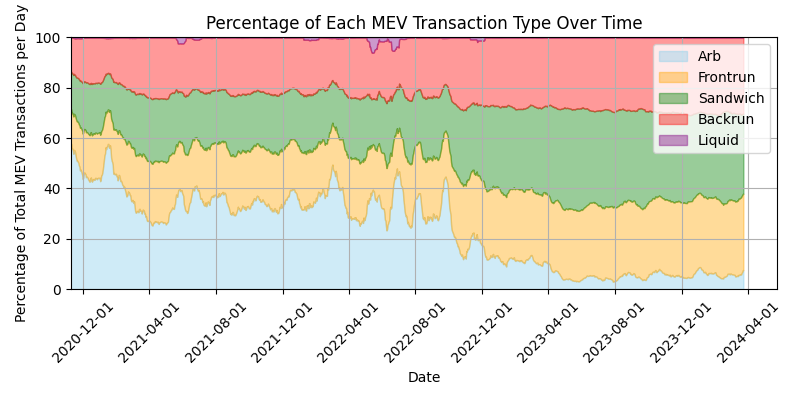 Percentage of Each MEV Transaction Type Over Time
Percentage of Total MEV Transactions per Day
100
80
60
40
20
0
Arb
Frontrun
Sandwich
Backrun
Liquid
2020-12-01
2021-04-01
2021-08-01
2021-12-01
2022-04-01
2022-08-01
2022-12-01
2023-04-01
2023-08-01
2023-12-01
2024-04-01
Date